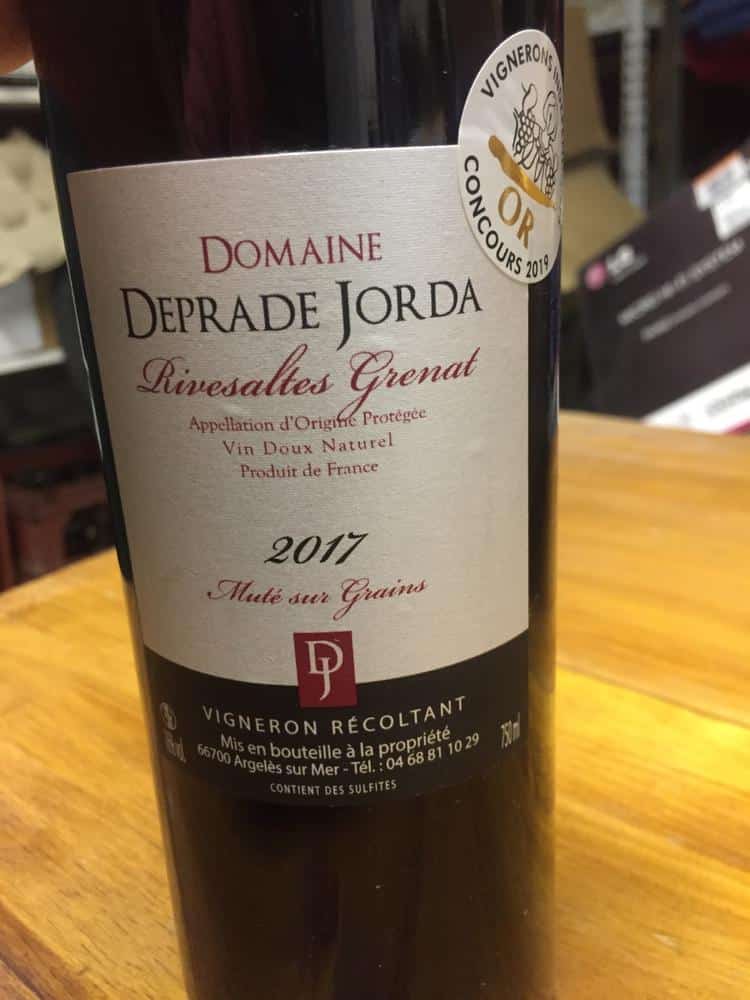 VIGNERONS
OR
CONCOURS 2019
DOMAINE
DEPRADE JORDA
Rivesaltes Grenat
Appellation d'Origine Protégée
Vin Doux Naturel
Produit de France
2017
Muté sur Grains
DJ
VIGNERON RÉCOLTANT
Mis en bouteille à la propriété
66700 Argelès sur Mer - Tél. : 04 68 81 10 29
750 ml
CONTIENT DES SULFITES